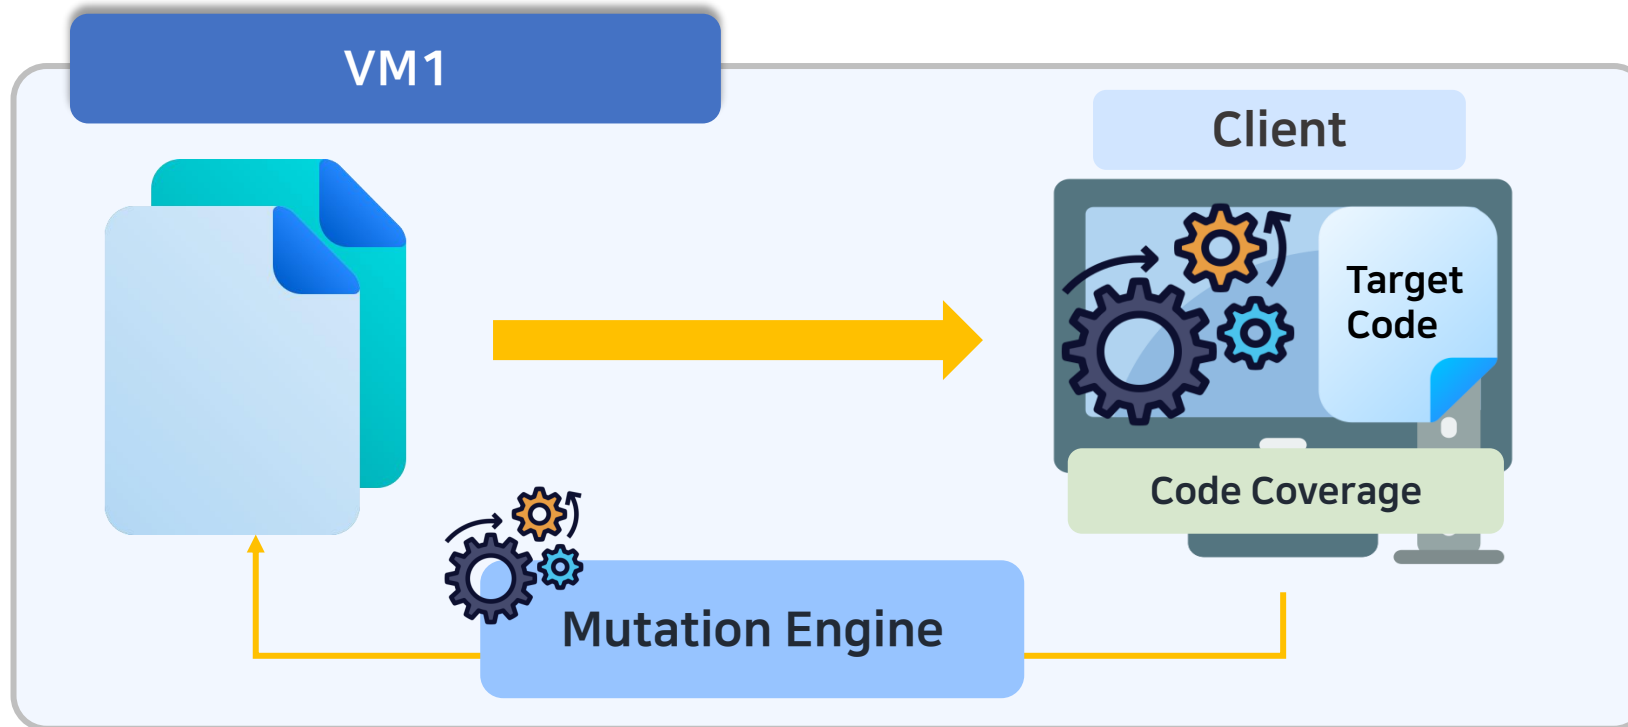 VM1
Client
Target
Code
Code Coverage
Mutation Engine